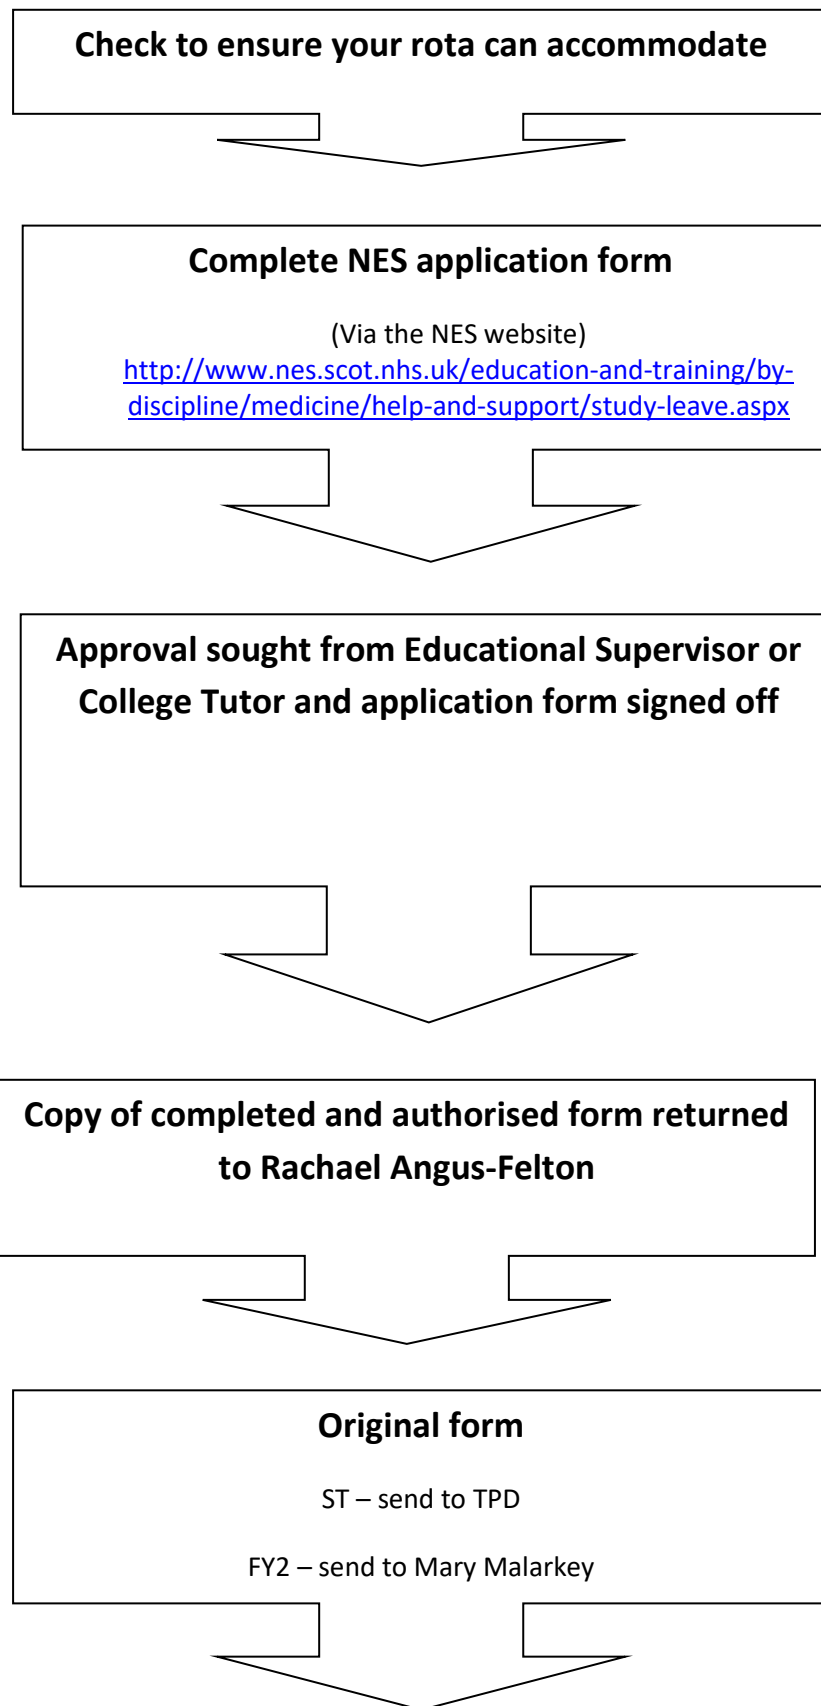 Check to ensure your rota can accommodate
Complete NES application form
(Via the NES website)
http://www.nes.scot.nhs.uk/education-and-training/by-
discipline/medicine/help-and-support/study-leave.aspx
Approval sought from Educational Supervisor or
College Tutor and application form signed off
Copy of completed and authorised form returned
to Rachael Angus-Felton
Original form
ST – send to TPD
FY2 – send to Mary Malarkey